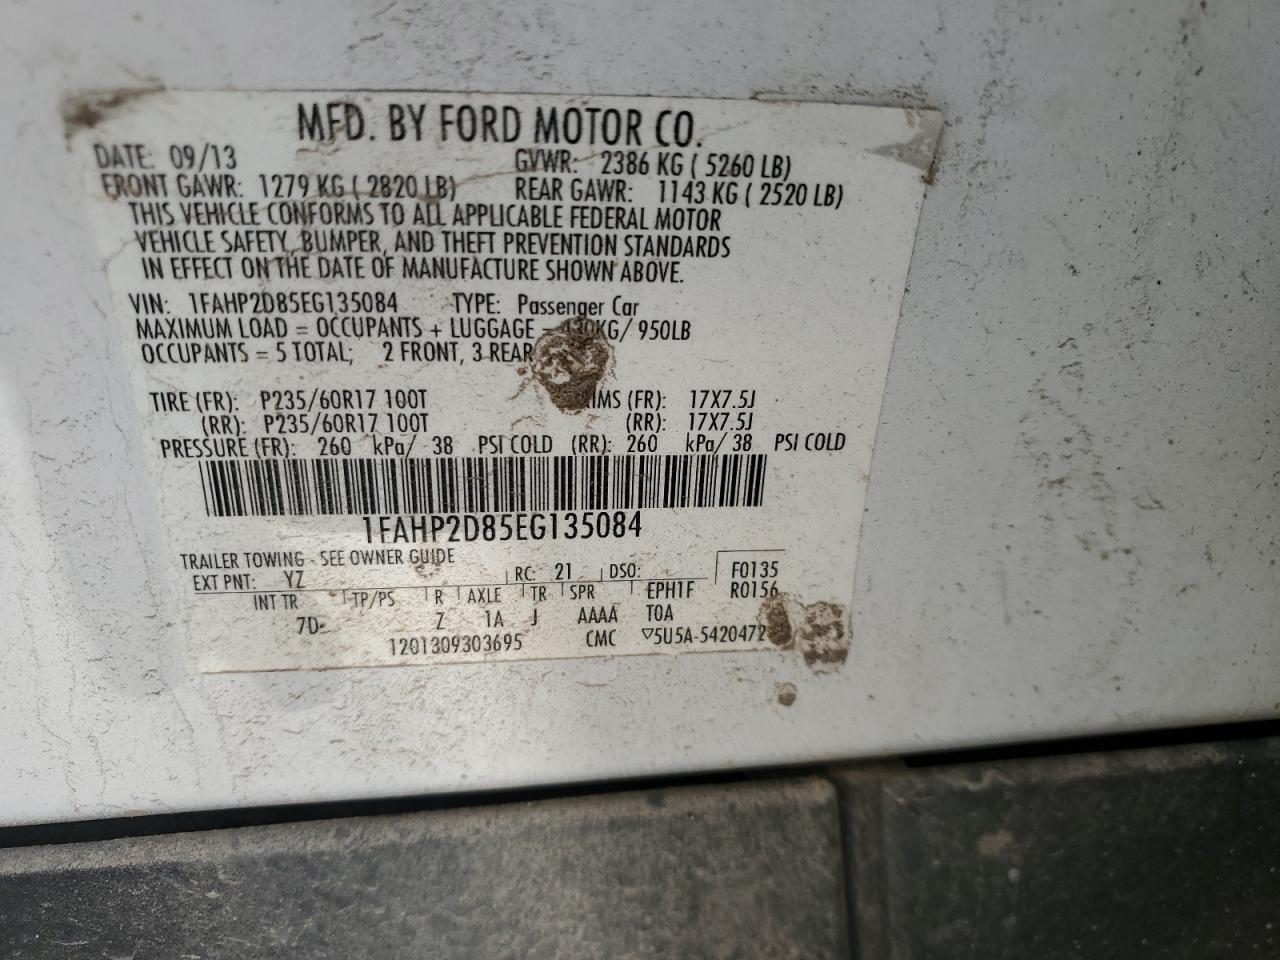 MFD. BY FORD MOTOR CO.
DATE: 09/13 GVWR: 2386 KG ( 5260 LB)
FRONT GAWR: 1279 KG ( 2820 LB) REAR GAWR: 1143 KG ( 2520 LB)
THIS VEHICLE CONFORMS TO ALL APPLICABLE FEDERAL MOTOR
VEHICLE SAFETY, BUMPER, AND THEFT PREVENTION STANDARDS
IN EFFECT ON THE DATE OF MANUFACTURE SHOWN ABOVE.
VIN: 1FAHP2D85EG135084 TYPE: Passenger Car
MAXIMUM LOAD = OCCUPANTS + LUGGAGE = KG/ 950LB
OCCUPANTS = 5 TOTAL; 2 FRONT, 3 REAR
TIRE (FR): P235/60R17 100T (FR): 17X7.5J
(RR): P235/60R17 100T (RR): 17X7.5J
PRESSURE (FR): 260 kPa/ 38 PSI COLD (RR): 260 kPa/ 38 PSI COLD
1FAHP2D85EG135084
TRAILER TOWING - SEE OWNER GUIDE
EXT PNT: YZ RC: 21 DSO: F0135
INT TR TP/PS R AXLE TR SPR EPH1F R0156
7D- Z 1A J AAAA T0A
1201309303695 CMC ▽5U5A-5420472